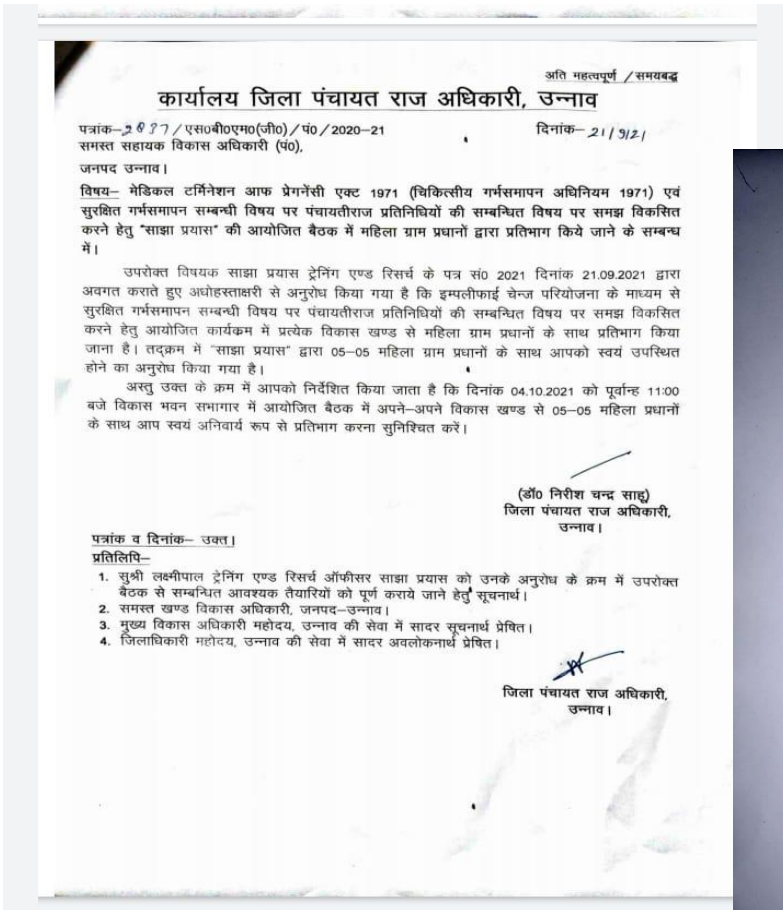 अति महत्वपूर्ण / समयबद्ध
कार्यालय जिला पंचायत राज अधिकारी, उन्नाव
पत्रांक–2837/एस०बी०एम०(जी०)/पं०/2020–21 दिनांक– 21/9/21
समस्त सहायक विकास अधिकारी (पं०),
जनपद उन्नाव।
विषय– मेडिकल टर्मिनेशन आफ प्रेगनेंसी एक्ट 1971 (चिकित्सीय गर्भसमापन अधिनियम 1971) एवं
सुरक्षित गर्भसमापन सम्बन्धी विषय पर पंचायतीराज प्रतिनिधियों की सम्बन्धित विषय पर समझ विकसित
करने हेतु "साझा प्रयास" की आयोजित बैठक में महिला ग्राम प्रधानों द्वारा प्रतिभाग किये जाने के सम्बन्ध
में।
उपरोक्त विषयक साझा प्रयास ट्रेनिंग एण्ड रिसर्च के पत्र सं० 2021 दिनांक 21.09.2021 द्वारा
अवगत कराते हुए अधोहस्ताक्षरी से अनुरोध किया गया है कि इम्पलीफाई चेन्ज परियोजना के माध्यम से
सुरक्षित गर्भसमापन सम्बन्धी विषय पर पंचायतीराज प्रतिनिधियों की सम्बन्धित विषय पर समझ विकसित
करने हेतु आयोजित कार्यक्रम में प्रत्येक विकास खण्ड से महिला ग्राम प्रधानों के साथ प्रतिभाग किया
जाना है। तद्क्रम में "साझा प्रयास" द्वारा 05–05 महिला ग्राम प्रधानों के साथ आपको स्वयं उपस्थित
होने का अनुरोध किया गया है।
अस्तु उक्त के क्रम में आपको निर्देशित किया जाता है कि दिनांक 04.10.2021 को पूर्वान्ह 11:00
बजे विकास भवन सभागार में आयोजित बैठक में अपने–अपने विकास खण्ड से 05–05 महिला प्रधानों
के साथ आप स्वयं अनिवार्य रूप से प्रतिभाग करना सुनिश्चित करें।
(डॉ० निरीश चन्द्र साहू)
जिला पंचायत राज अधिकारी,
उन्नाव।
पत्रांक व दिनांक– उक्त।
प्रतिलिपि–
1. सुश्री लक्ष्मीपाल ट्रेनिंग एण्ड रिसर्च ऑफीसर साझा प्रयास को उनके अनुरोध के क्रम में उपरोक्त
बैठक से सम्बन्धित आवश्यक तैयारियों को पूर्ण कराये जाने हेतु सूचनार्थ।
2. समस्त खण्ड विकास अधिकारी, जनपद–उन्नाव।
3. मुख्य विकास अधिकारी महोदय, उन्नाव की सेवा में सादर सूचनार्थ प्रेषित।
4. जिलाधिकारी महोदय, उन्नाव की सेवा में सादर अवलोकनार्थ प्रेषित।
जिला पंचायत राज अधिकारी,
उन्नाव।